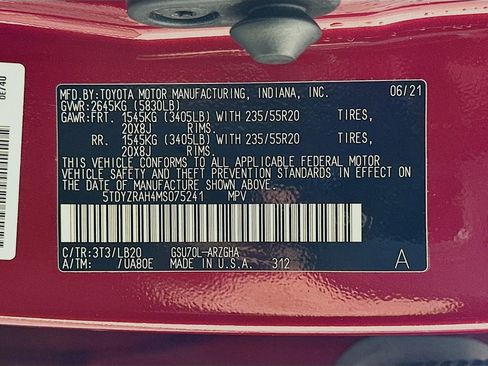 MFD.BY:TOYOTA MOTOR MANUFACTURING, INDIANA, INC. 06/21
GVWR:2645KG (5830LB)
GAWR:FRT. 1545KG (3405LB) WITH 235/55R20 TIRES,
20X8J RIMS.
RR. 1545KG (3405LB) WITH 235/55R20 TIRES,
20X8J RIMS.
THIS VEHICLE CONFORMS TO ALL APPLICABLE FEDERAL MOTOR
VEHICLE SAFETY AND THEFT PREVENTION STANDARDS IN EFFECT
ON THE DATE OF MANUFACTURE SHOWN ABOVE.
5TDYZRAH4MS075241 MPV
C/TR:3T3/LB20 GSU70L-ARZGHA
A/TM: /UA80E MADE IN U.S.A. 312 A
0E740